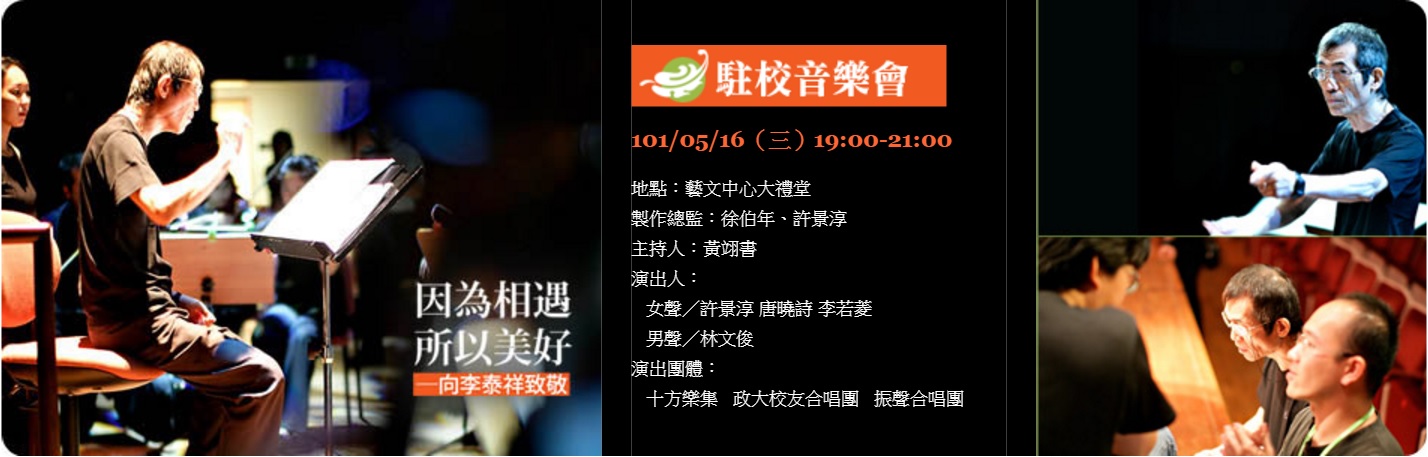 因為相遇
所以美好
—向李泰祥致敬
駐校音樂會
101/05/16（三）19:00-21:00
地點：藝文中心大禮堂
製作總監：徐伯年、許景淳
主持人：黃翊書
演出人：
女聲／許景淳 唐曉詩 李若菱
男聲／林文俊
演出團體：
十方樂集 政大校友合唱團 振聲合唱團